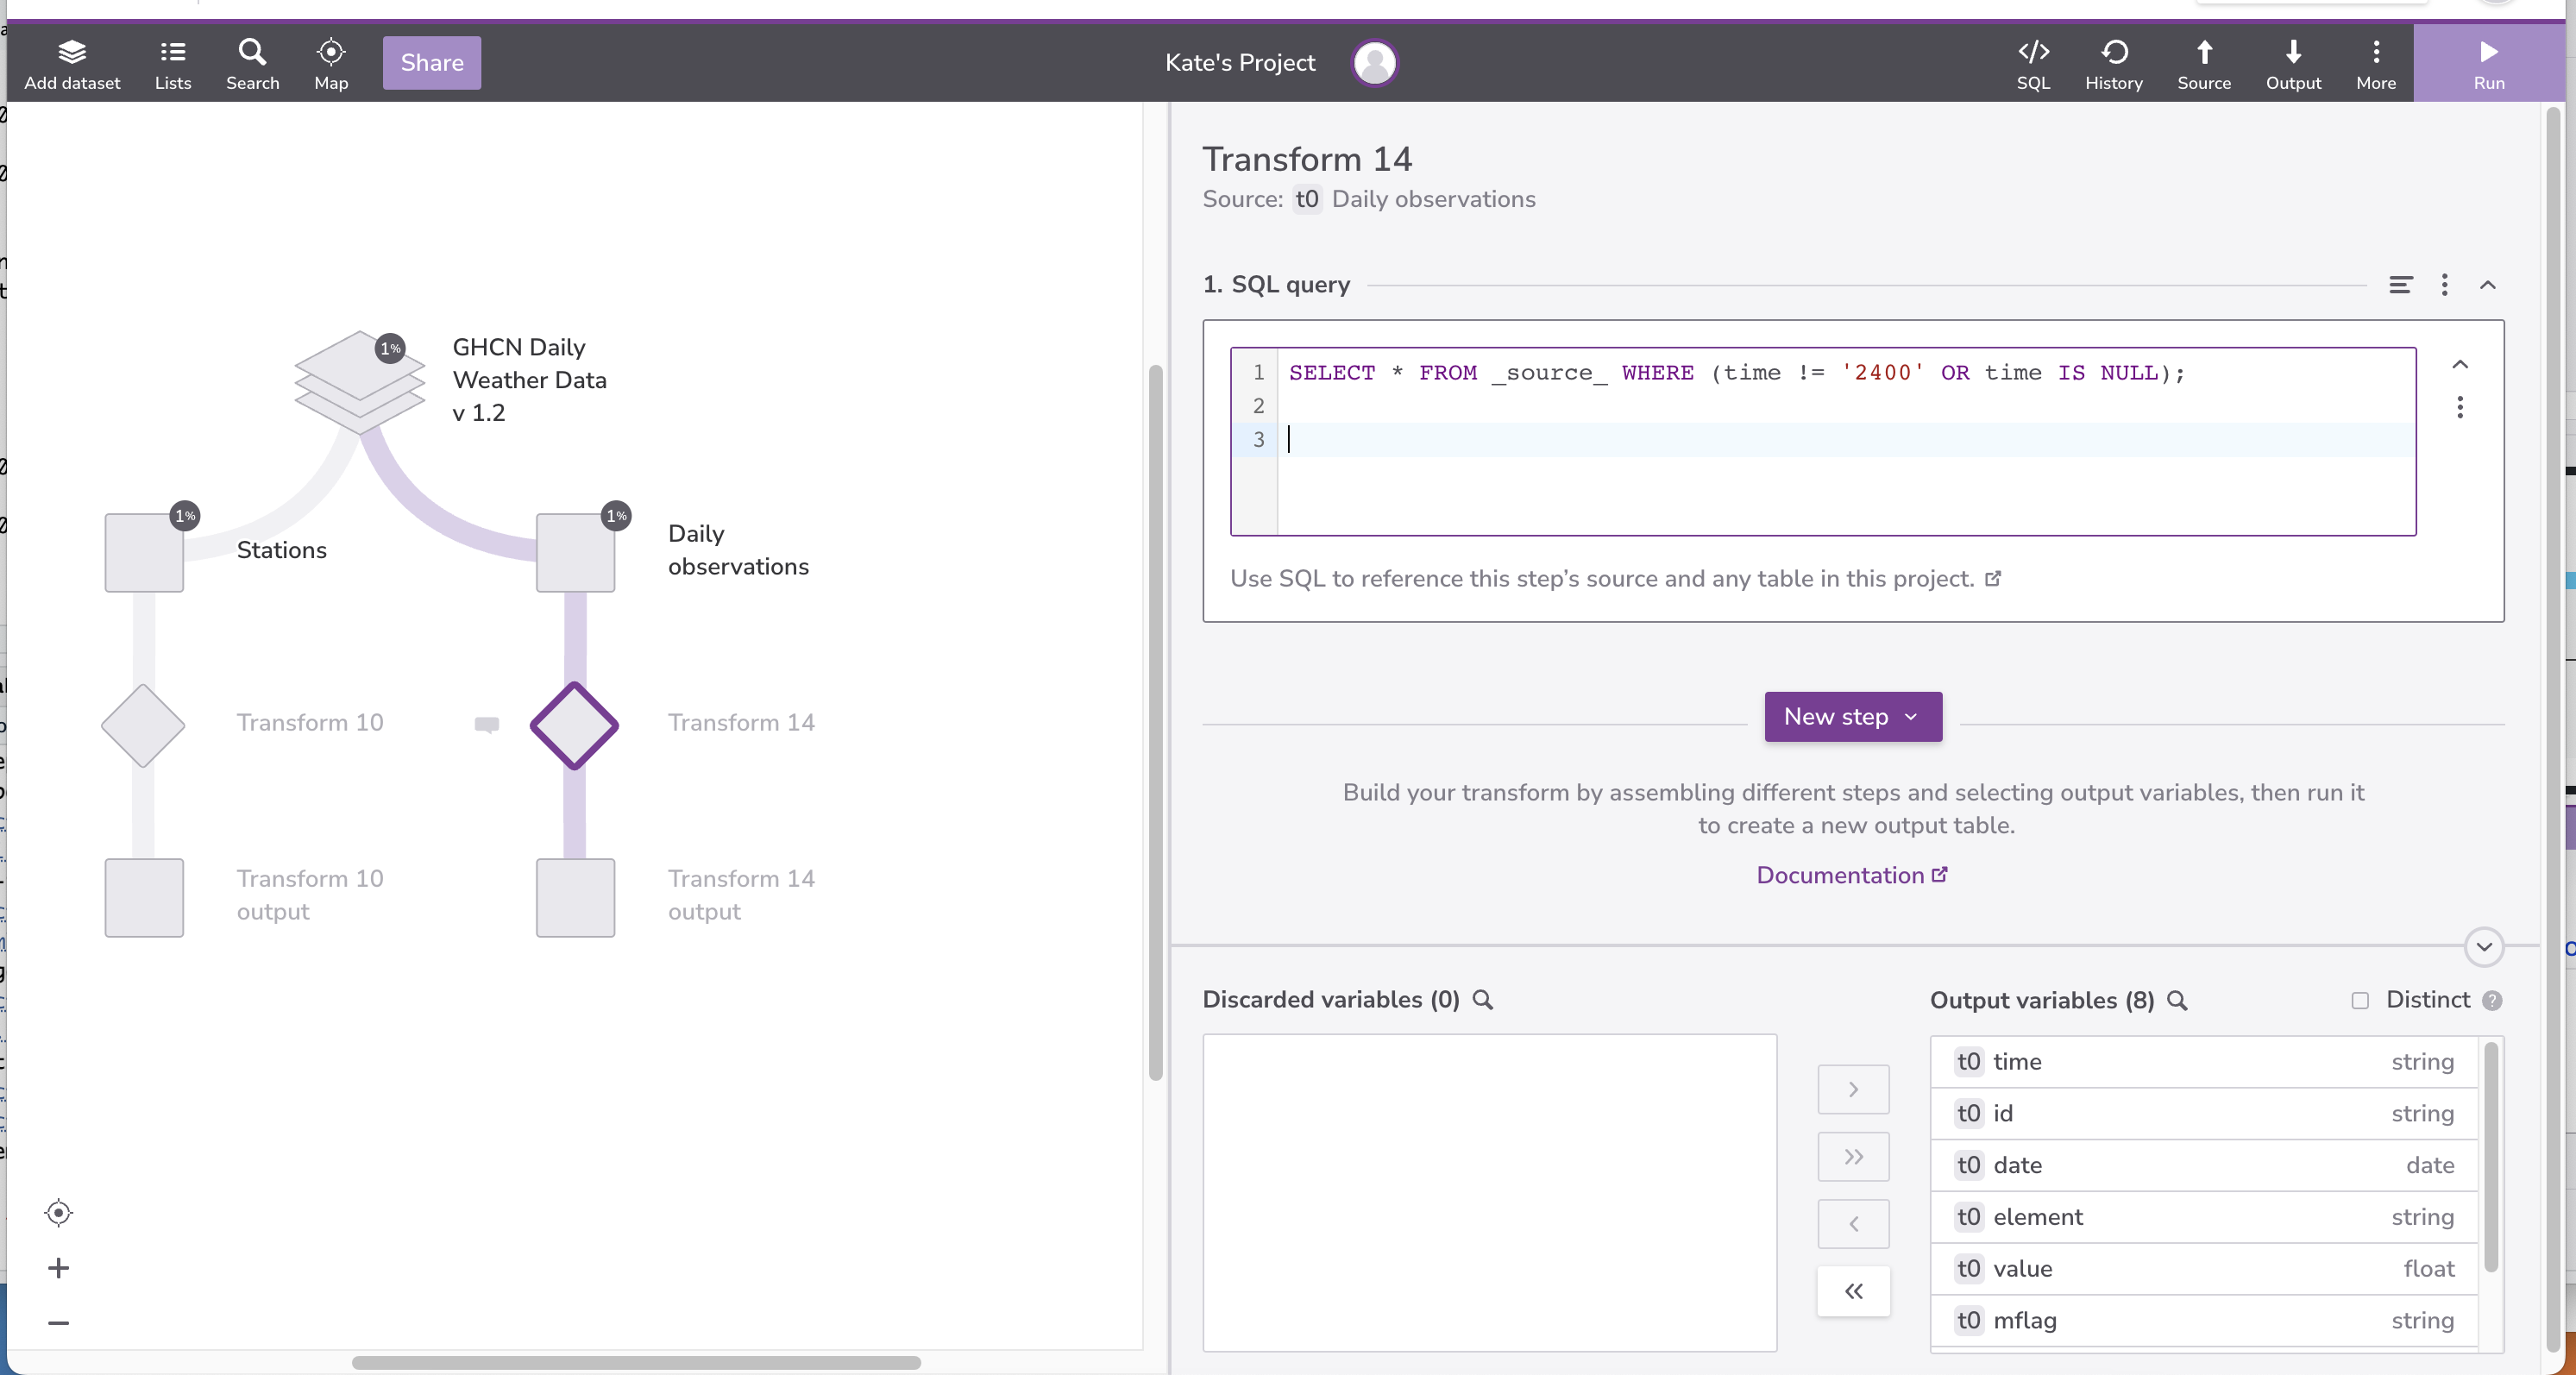 Add dataset
Lists
Search
Map
Share
Kate's Project
SQL
History
Source
Output
More
Run
GHCN Daily
Weather Data
v 1.2
1%
1%
Stations
1%
Daily
observations
Transform 10
Transform 14
Transform 10
output
Transform 14
output
Transform 14
Source: t0 Daily observations
1. SQL query
1 SELECT * FROM _source_ WHERE (time != '2400' OR time IS NULL);
2
3
Use SQL to reference this step’s source and any table in this project.
New step
Build your transform by assembling different steps and selecting output variables, then run it
to create a new output table.
Documentation
Discarded variables (0)
Output variables (8)
Distinct ?
t0 time string
t0 id string
t0 date date
t0 element string
t0 value float
t0 mflag string